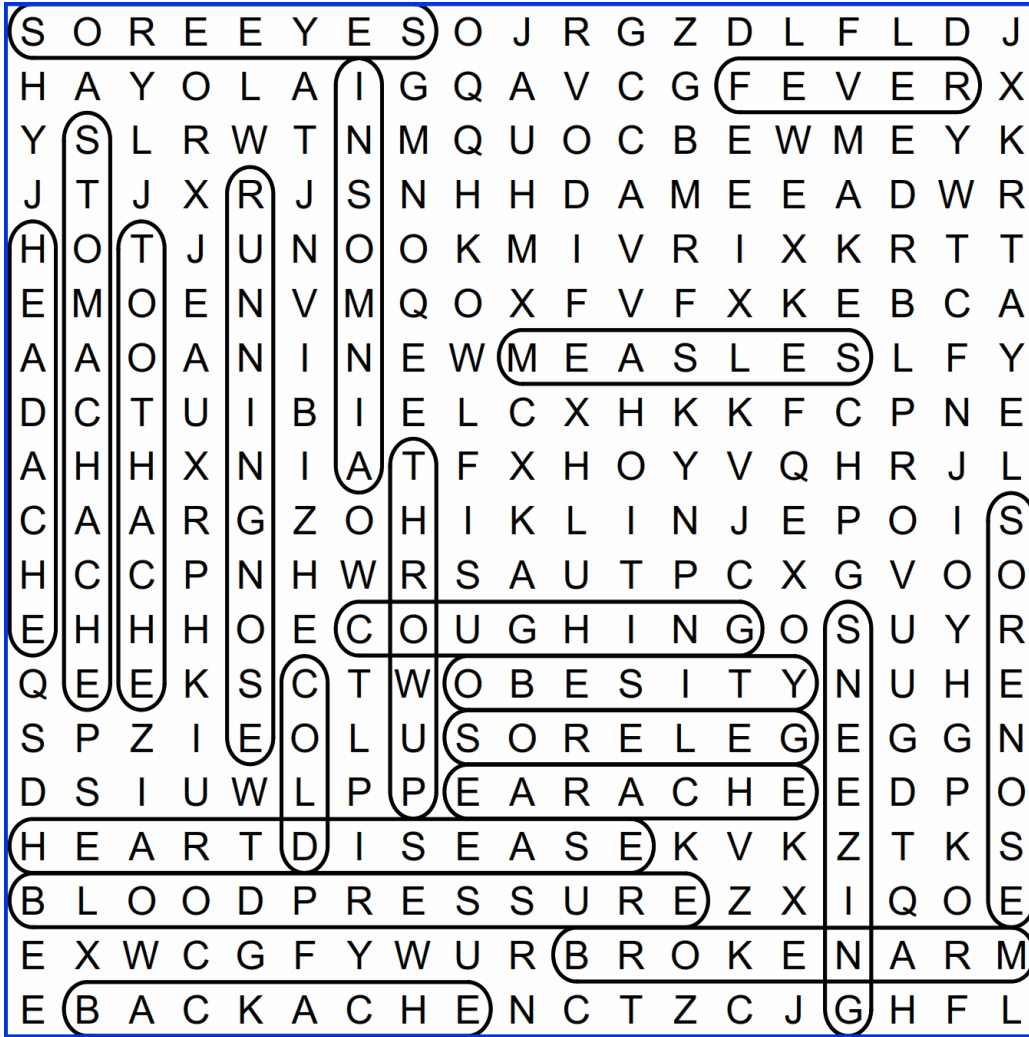 S O R E E Y E S O J R G Z D L F L D J
H A Y O L A I G Q A V C G F E V E R X
Y S L R W T N M Q U O C B E W M E Y K
J T J X R J S N H H D A M E E A D W R
H O T J U N O O K M I V R I X K R T T
E M O E N V M Q O X F V F X K E B C A
A A O A N I N E W M E A S L E S L F Y
D C T U I B I E L C X H K K F C P N E
A H H X N I A T F X H O Y V Q H R J L
C A A R G Z O H I K L I N J E P O I S
H C C P N H W R S A U T P C X G V O O
E H H H O E C O U G H I N G O S U Y R
Q E E K S C T W O B E S I T Y N U H E
S P Z I E O L U S O R E L E G E G G N
D S I U W L P P E A R A C H E E D P O
H E A R T D I S E A S E K V K Z T K S
B L O O D P R E S S U R E Z X I Q O E
E X W C G F Y W U R B R O K E N A R M
E B A C K A C H E N C T Z C J G H F L